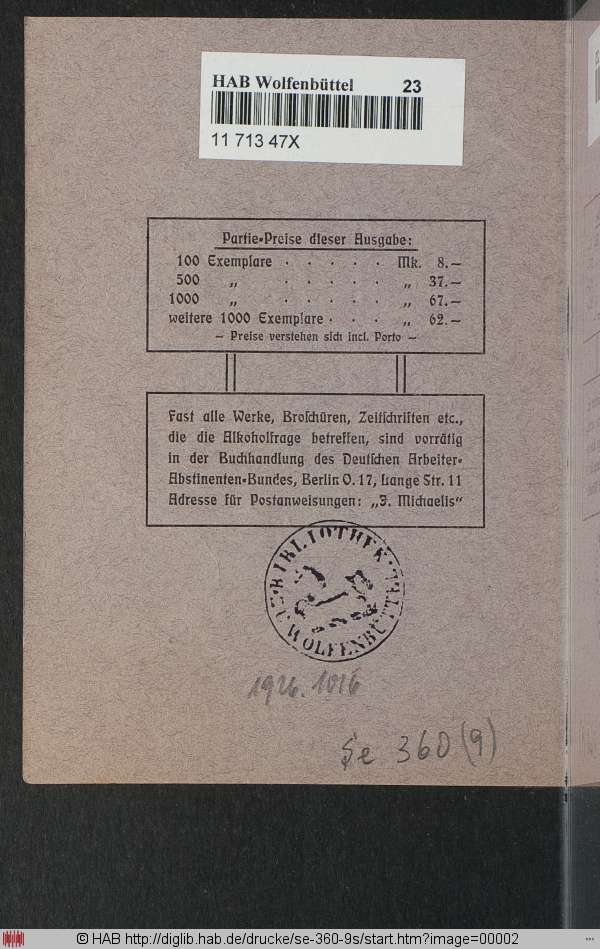 HAB Wolfenbüttel 23
11 713 47X
Partie-Preise dieser Ausgabe:
100 Exemplare . . . . . Mk. 8.—
500 „ . . . . . „ 37.—
1000 „ . . . . . „ 67.—
weitere 1000 Exemplare . . . „ 62.—
— Preise verstehen sich incl. Porto —
Fast alle Werke, Broschüren, Zeitschriften etc.,
die die Alkoholfrage betreffen, sind vorrätig
in der Buchhandlung des Deutschen Arbeiter-
Abstinenten-Bundes, Berlin O. 17, Lange Str. 11
Adresse für Postanweisungen: „J. Michaelis“
BIBLIOTHEK
Z. WOLFENBÜTTEL
1926.1016
Se 360(9)
© HAB http://diglib.hab.de/drucke/se-360-9s/start.htm?image=00002